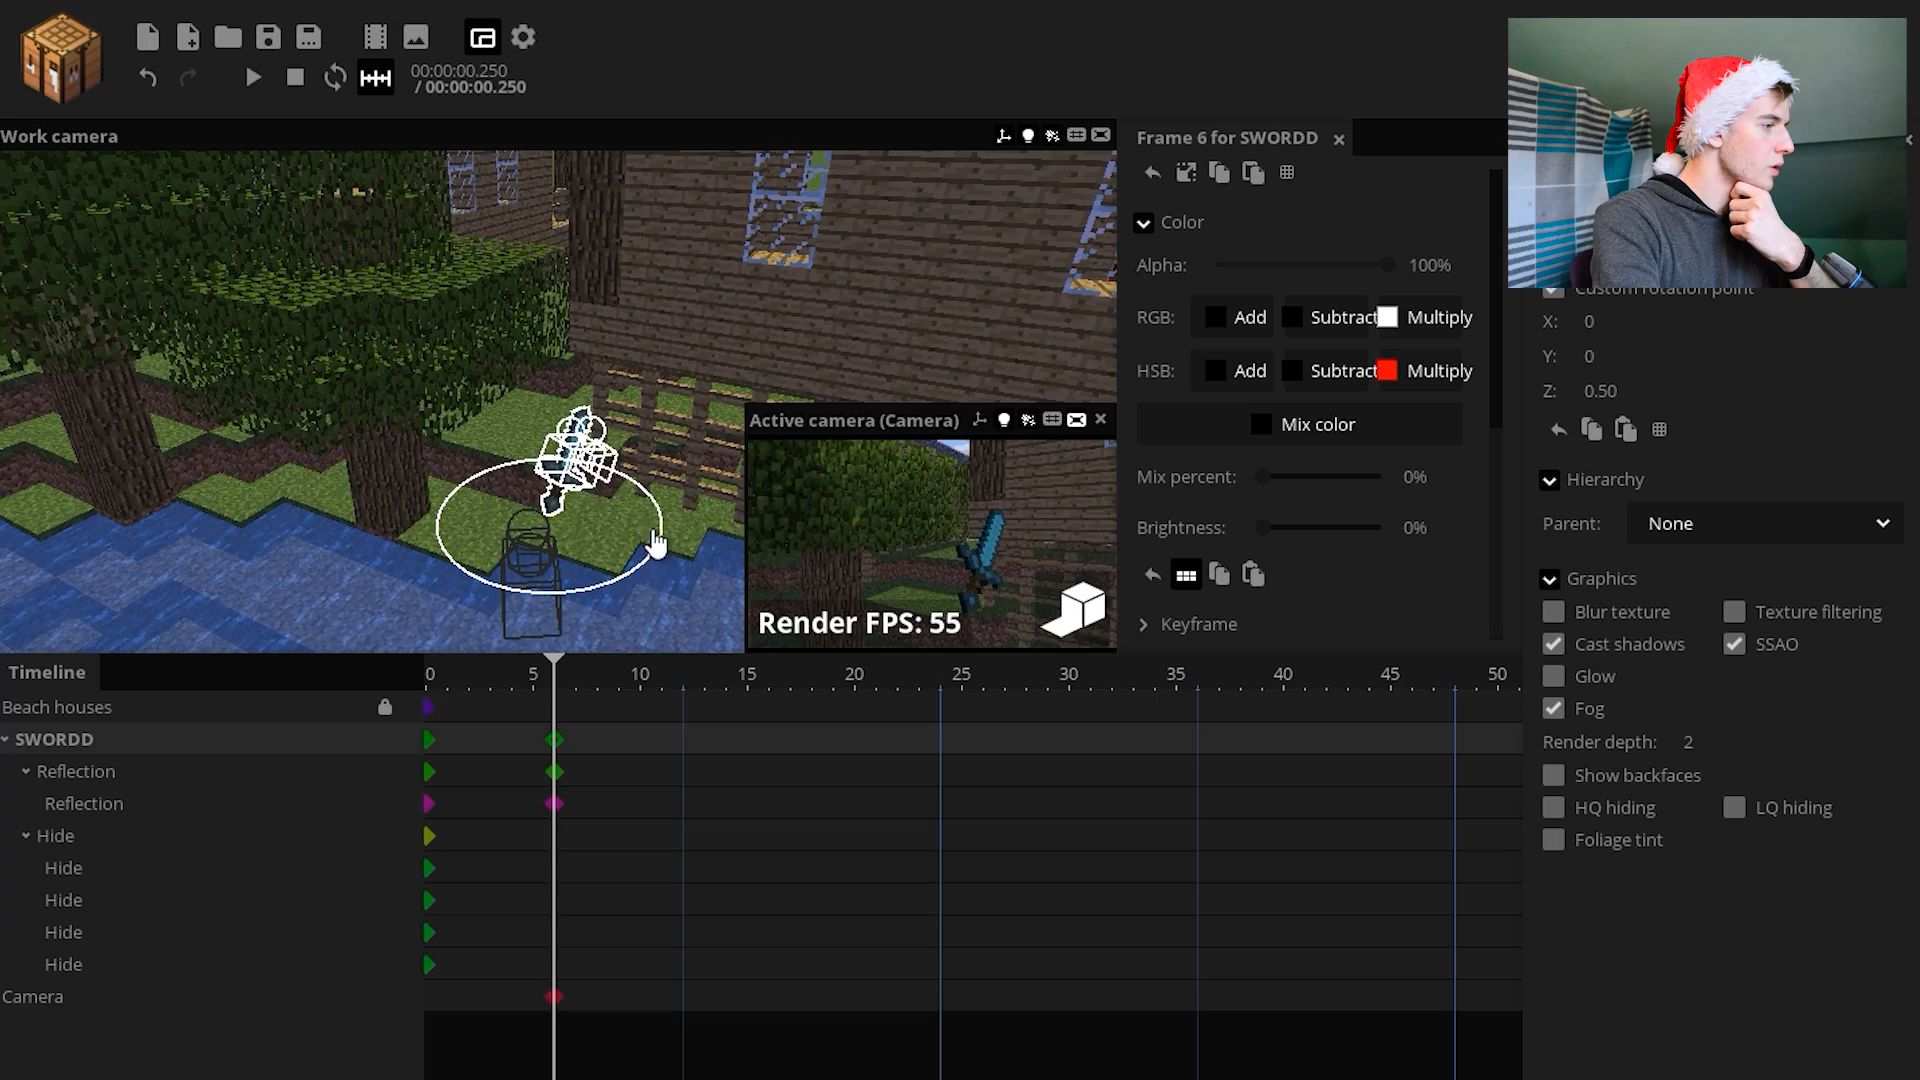 00:00:00.250
/ 00:00:00.250
Work camera
Frame 6 for SWORDD
Color
Alpha: 100%
RGB: Add Subtract Multiply
HSB: Add Subtract Multiply
Mix color
Mix percent: 0%
Brightness: 0%
Keyframe
Active camera (Camera)
Render FPS: 55
Custom rotation point
X: 0
Y: 0
Z: 0.50
Hierarchy
Parent: None
Graphics
Blur texture Texture filtering
Cast shadows SSAO
Glow
Fog
Render depth: 2
Show backfaces
HQ hiding LQ hiding
Foliage tint
Timeline
0 5 10 15 20 25 30 35 40 45 50
Beach houses
SWORDD
Reflection
Reflection
Hide
Hide
Hide
Hide
Hide
Camera